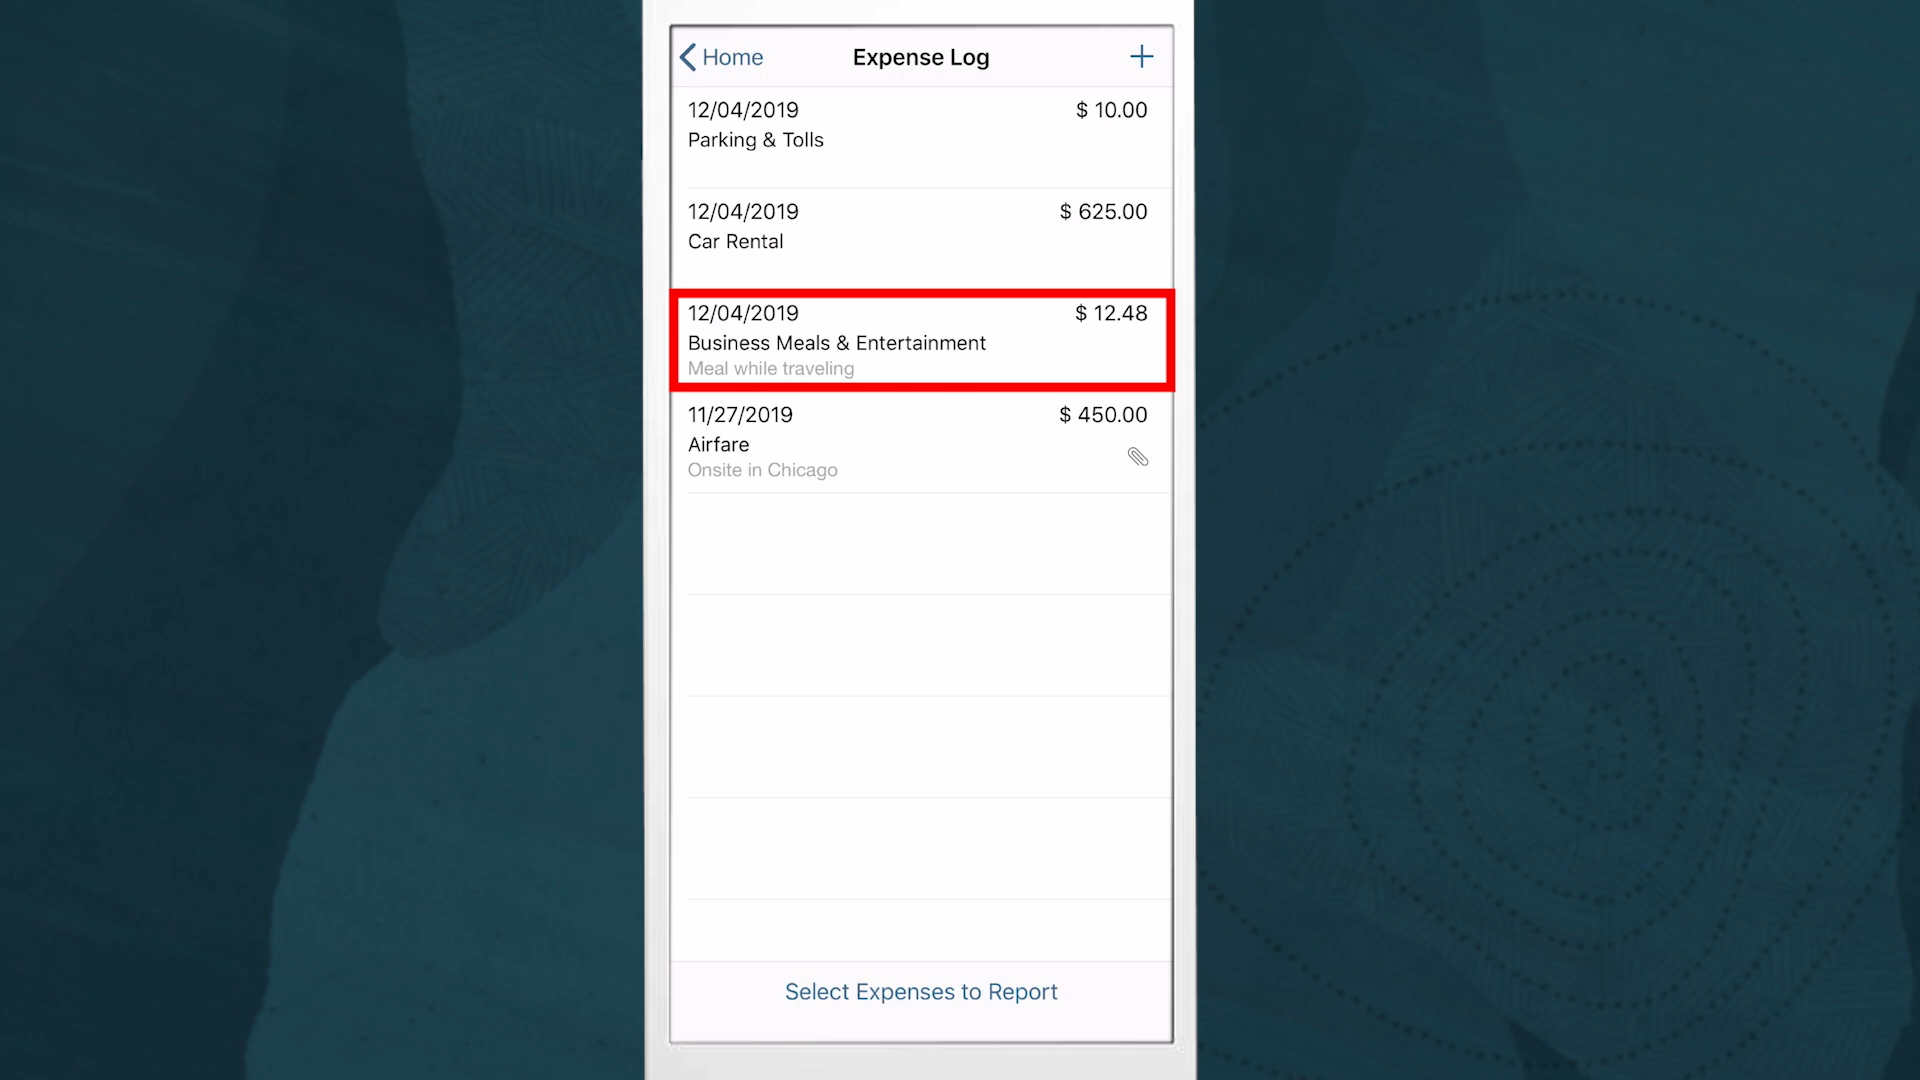 Home
Expense Log
12/04/2019
$ 10.00
Parking & Tolls
12/04/2019
$ 625.00
Car Rental
12/04/2019
$ 12.48
Business Meals & Entertainment
Meal while traveling
11/27/2019
$ 450.00
Airfare
Onsite in Chicago
Select Expenses to Report